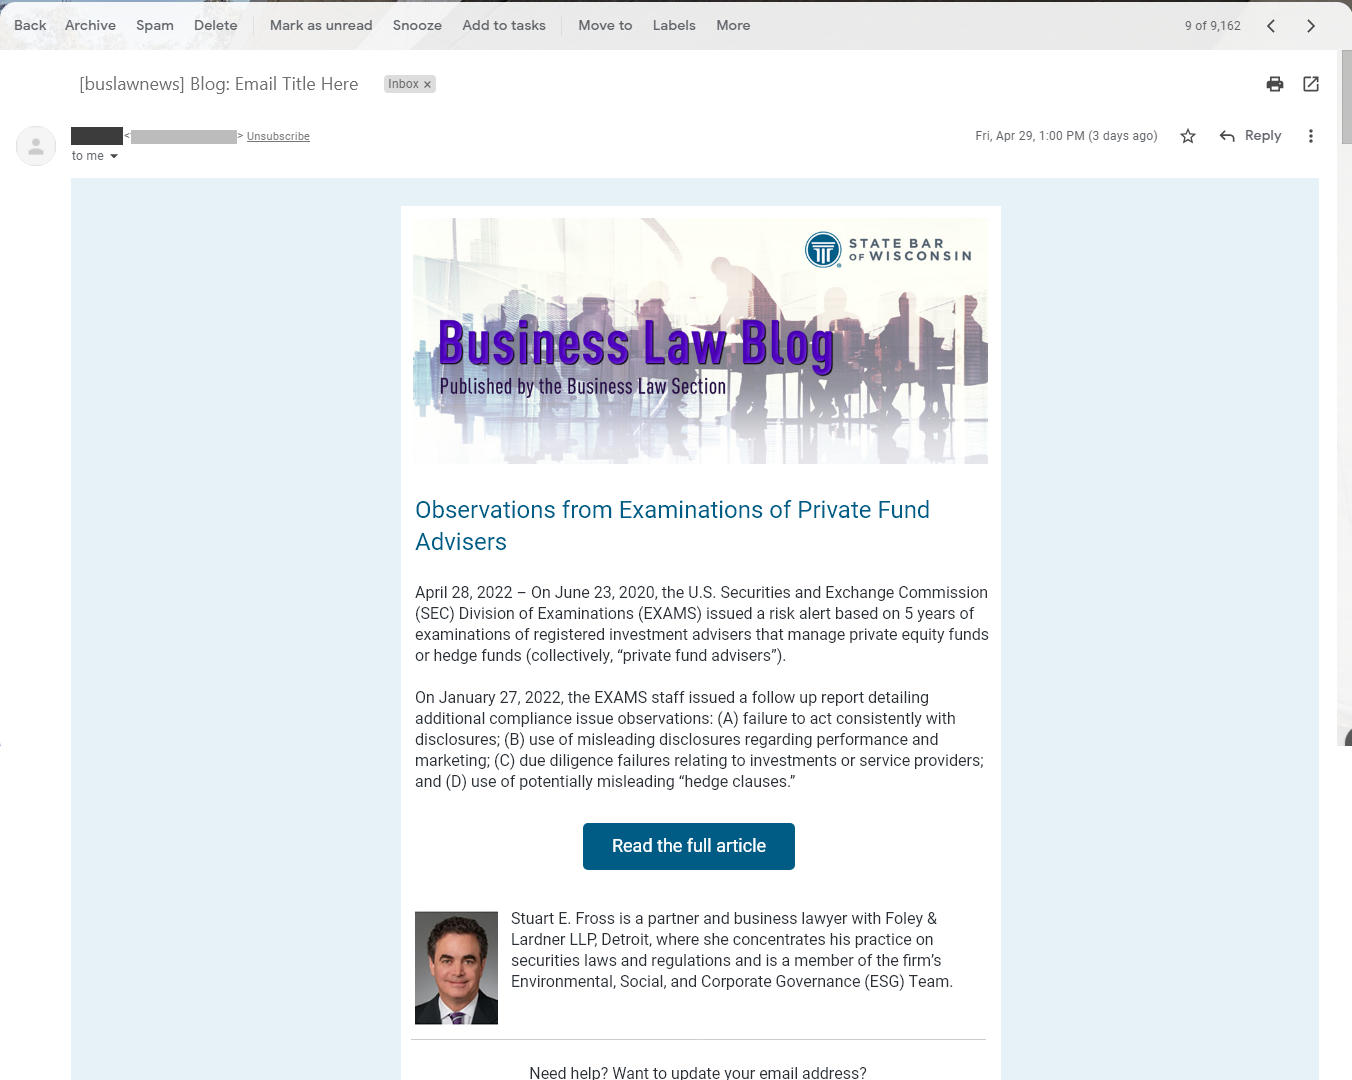 Back Archive Spam Delete Mark as unread Snooze Add to tasks Move to Labels More 9 of 9,162
[buslawnews] Blog: Email Title Here Inbox ×
< > Unsubscribe Fri, Apr 29, 1:00 PM (3 days ago) Reply
to me
STATE BAR
OF WISCONSIN
Business Law Blog
Published by the Business Law Section
Observations from Examinations of Private Fund
Advisers
April 28, 2022 – On June 23, 2020, the U.S. Securities and Exchange Commission
(SEC) Division of Examinations (EXAMS) issued a risk alert based on 5 years of
examinations of registered investment advisers that manage private equity funds
or hedge funds (collectively, “private fund advisers”).
On January 27, 2022, the EXAMS staff issued a follow up report detailing
additional compliance issue observations: (A) failure to act consistently with
disclosures; (B) use of misleading disclosures regarding performance and
marketing; (C) due diligence failures relating to investments or service providers;
and (D) use of potentially misleading “hedge clauses.”
Read the full article
Stuart E. Fross is a partner and business lawyer with Foley &
Lardner LLP, Detroit, where she concentrates his practice on
securities laws and regulations and is a member of the firm’s
Environmental, Social, and Corporate Governance (ESG) Team.
Need help? Want to update your email address?